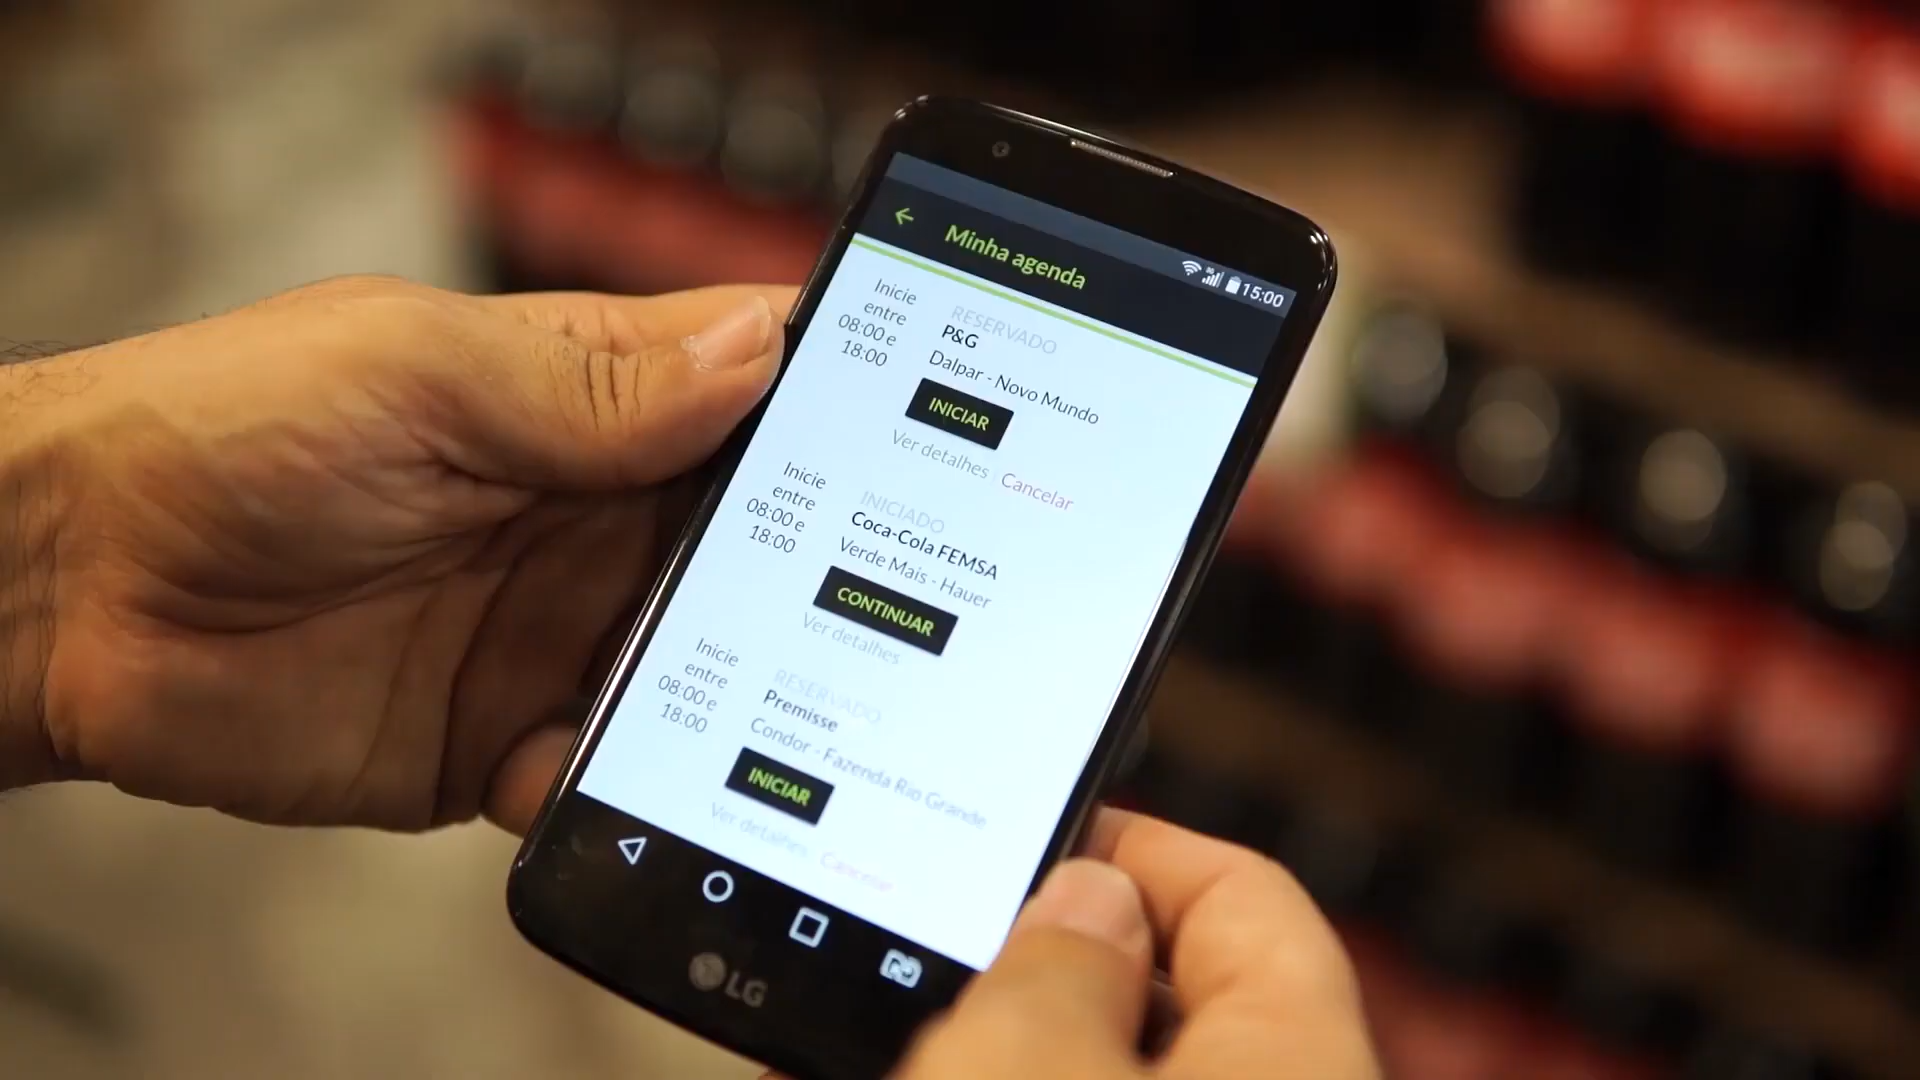 15:00
Minha agenda
Inicie
entre
08:00 e
18:00
RESERVADO
P&G
Dalpar - Novo Mundo
INICIAR
Ver detalhes | Cancelar
Inicie
entre
08:00 e
18:00
INICIADO
Coca-Cola FEMSA
Verde Mais - Hauer
CONTINUAR
Ver detalhes
Inicie
entre
08:00 e
18:00
RESERVADO
Premisse
Condor - Fazenda Rio Grande
INICIAR
Ver detalhes Cancelar
LG